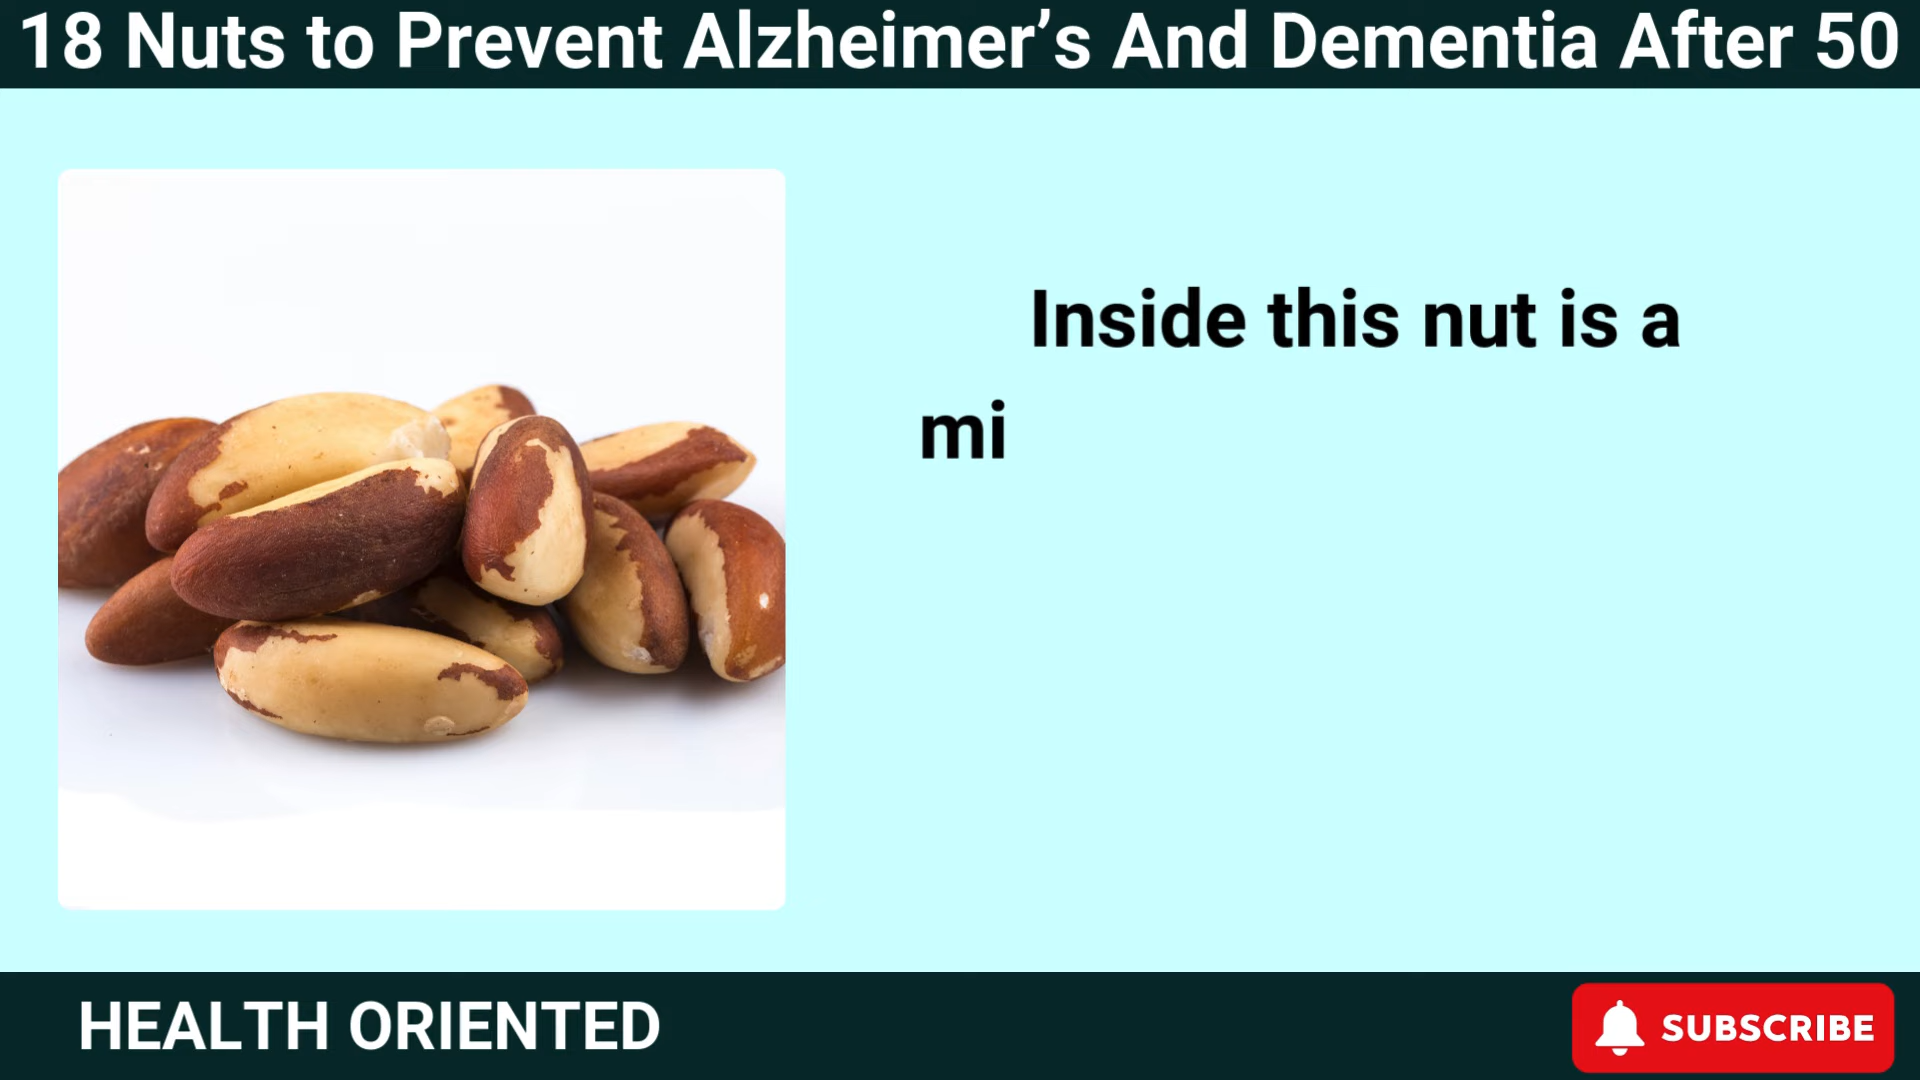 18 Nuts to Prevent Alzheimer’s And Dementia After 50
Inside this nut is a
mi
HEALTH ORIENTED
SUBSCRIBE